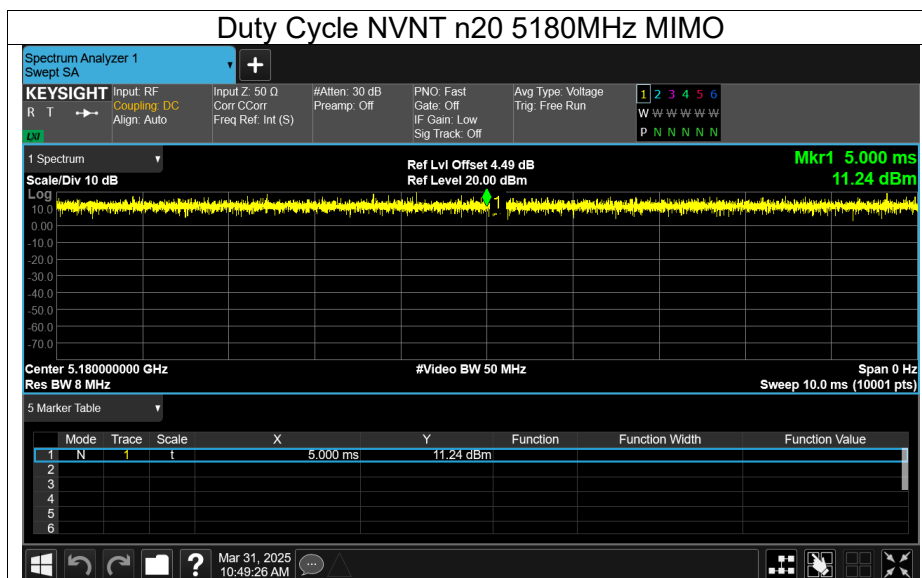 Duty Cycle NVNT n20 5180MHz MIMO
Spectrum Analyzer 1
Swept SA
KEYSIGHT
R T
LXI
Input: RF
Coupling: DC
Align: Auto
Input Z: 50 Ω
Corr CCorr
Freq Ref: Int (S)
#Atten: 30 dB
Preamp: Off
PNO: Fast
Gate: Off
IF Gain: Low
Sig Track: Off
Avg Type: Voltage
Trig: Free Run
1 2 3 4 5 6
W W W W W W
P N N N N N
1 Spectrum
Scale/Div 10 dB
Ref Lvl Offset 4.49 dB
Ref Level 20.00 dBm
Mkr1 5.000 ms
11.24 dBm
Log
10.0
0.00
-10.0
-20.0
-30.0
-40.0
-50.0
-60.0
-70.0
1
Center 5.180000000 GHz
Res BW 8 MHz
#Video BW 50 MHz
Span 0 Hz
Sweep 10.0 ms (10001 pts)
5 Marker Table
Mode Trace Scale X Y Function Function Width Function Value
1 N 1 t 5.000 ms 11.24 dBm
2
3
4
5
6
?
Mar 31, 2025
10:49:26 AM